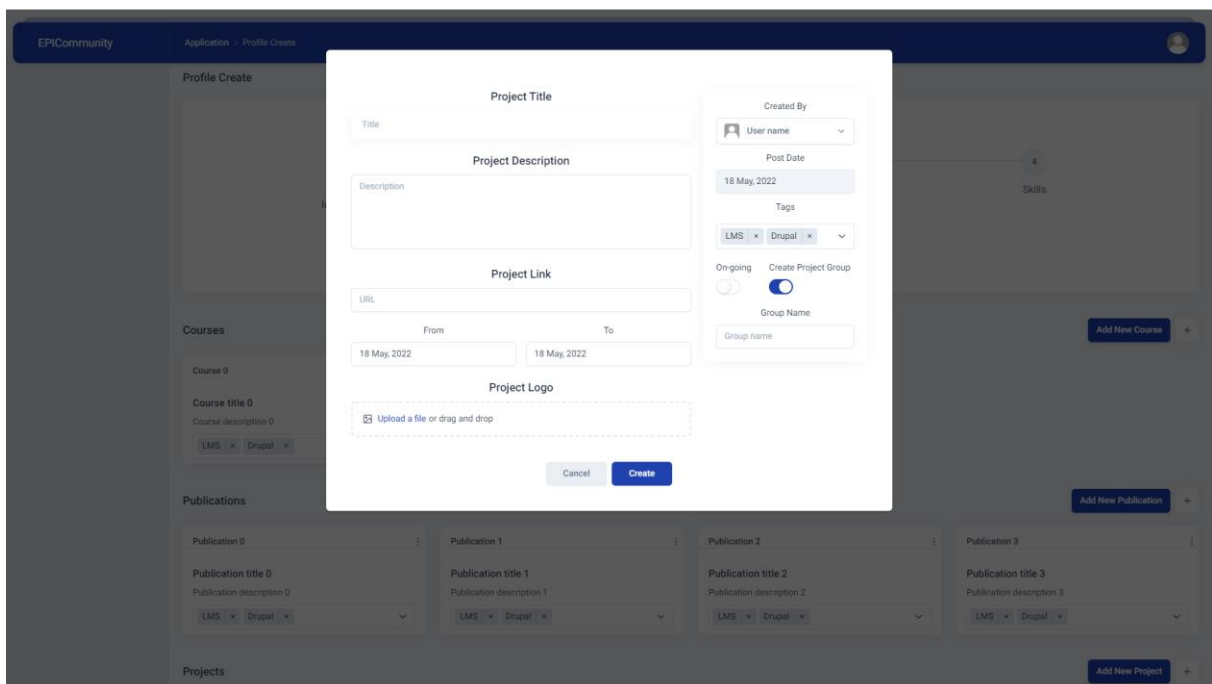 EPICommunity
Application > Profile Create
Profile Create
4
Skills
Project Title
Title
Project Description
Description
Project Link
URL
From To
18 May, 2022 18 May, 2022
Project Logo
Upload a file or drag and drop
Cancel Create
Created By
User name
Post Date
18 May, 2022
Tags
LMS × Drupal ×
On-going Create Project Group
Group Name
Group name
Courses Add New Course +
Course 0
Course title 0
Course description 0
LMS × Drupal ×
Publications Add New Publication +
Publication 0 Publication 1 Publication 2 Publication 3
Publication title 0 Publication title 1 Publication title 2 Publication title 3
Publication description 0 Publication description 1 Publication description 2 Publication description 3
LMS × Drupal × LMS × Drupal × LMS × Drupal × LMS × Drupal ×
Projects Add New Project +